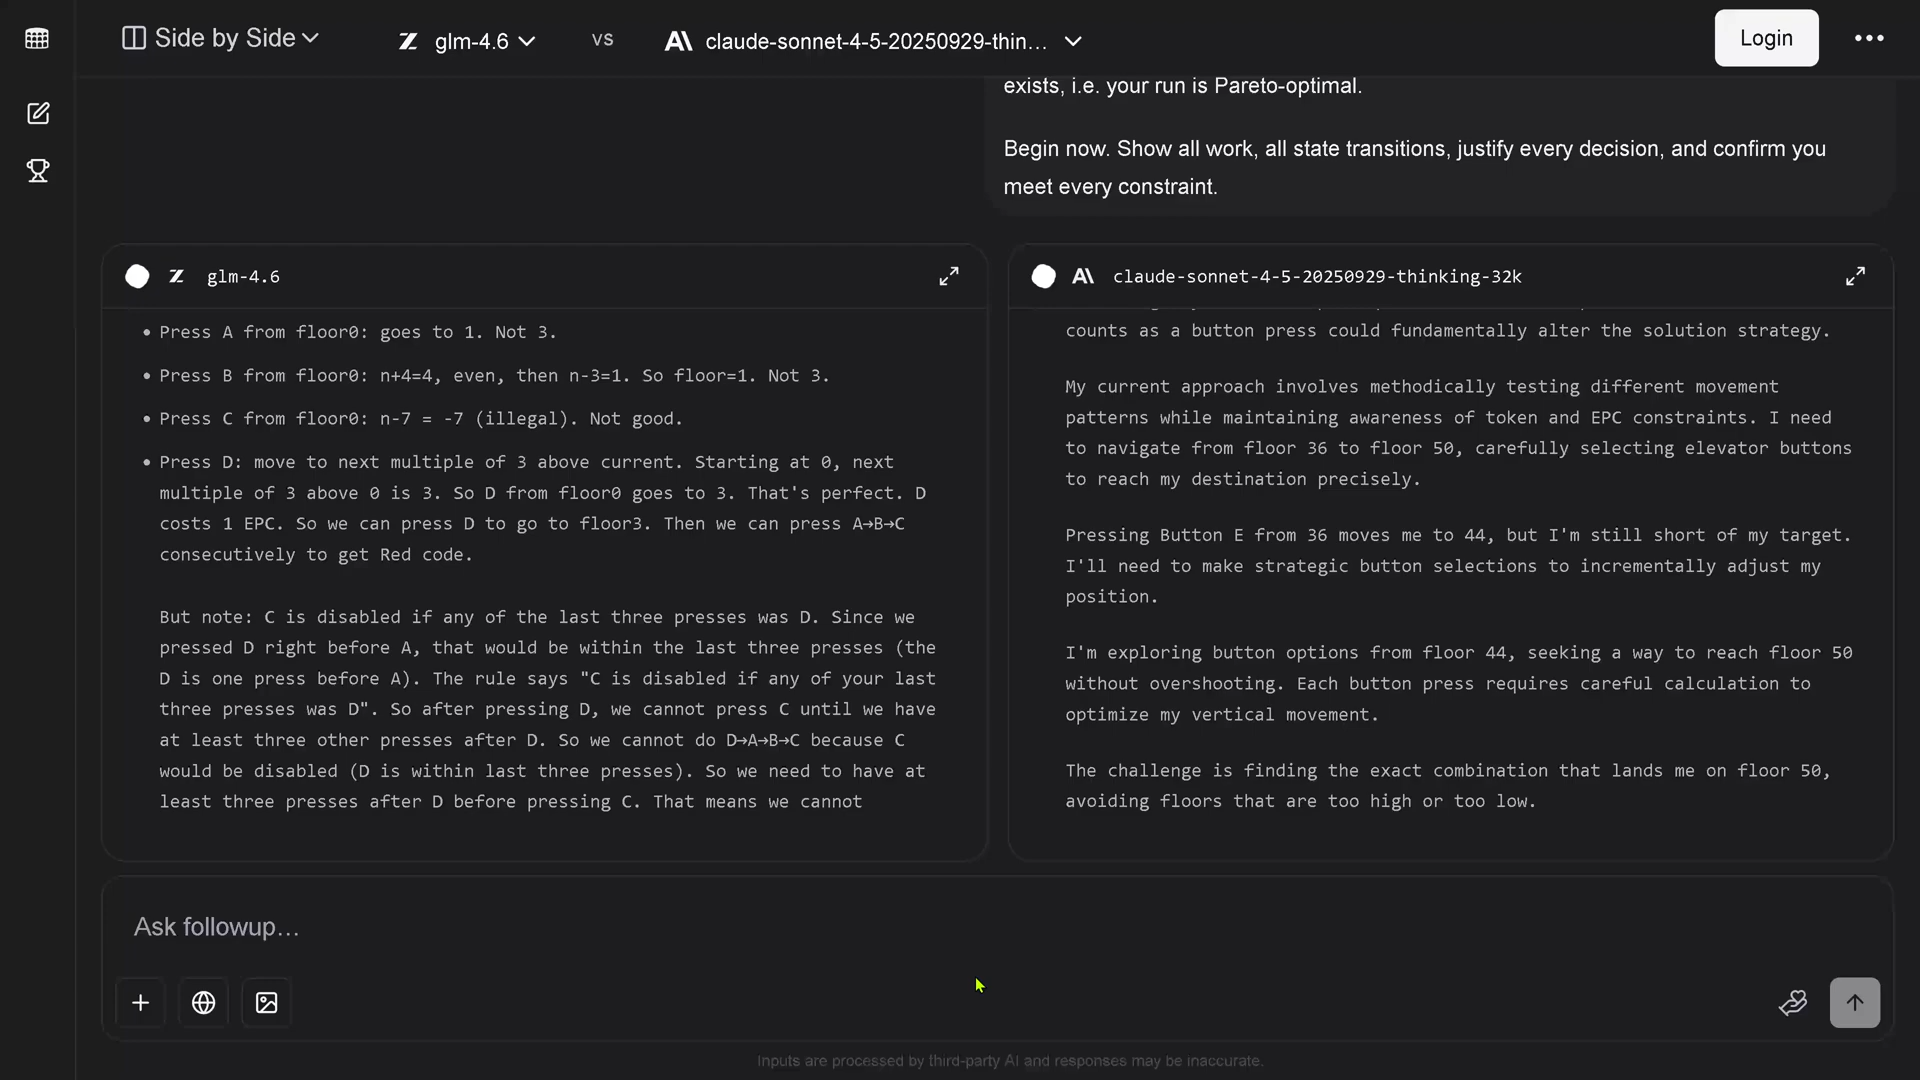 Side by Side
glm-4.6
VS
claude-sonnet-4-5-20250929-thin...
Login
exists, i.e. your run is Pareto-optimal.
Begin now. Show all work, all state transitions, justify every decision, and confirm you
meet every constraint.
glm-4.6
• Press A from floor0: goes to 1. Not 3.
• Press B from floor0: n+4=4, even, then n-3=1. So floor=1. Not 3.
• Press C from floor0: n-7 = -7 (illegal). Not good.
• Press D: move to next multiple of 3 above current. Starting at 0, next
multiple of 3 above 0 is 3. So D from floor0 goes to 3. That's perfect. D
costs 1 EPC. So we can press D to go to floor3. Then we can press A→B→C
consecutively to get Red code.
But note: C is disabled if any of the last three presses was D. Since we
pressed D right before A, that would be within the last three presses (the
D is one press before A). The rule says "C is disabled if any of your last
three presses was D". So after pressing D, we cannot press C until we have
at least three other presses after D. So we cannot do D→A→B→C because C
would be disabled (D is within last three presses). So we need to have at
least three presses after D before pressing C. That means we cannot
claude-sonnet-4-5-20250929-thinking-32k
counts as a button press could fundamentally alter the solution strategy.
My current approach involves methodically testing different movement
patterns while maintaining awareness of token and EPC constraints. I need
to navigate from floor 36 to floor 50, carefully selecting elevator buttons
to reach my destination precisely.
Pressing Button E from 36 moves me to 44, but I'm still short of my target.
I'll need to make strategic button selections to incrementally adjust my
position.
I'm exploring button options from floor 44, seeking a way to reach floor 50
without overshooting. Each button press requires careful calculation to
optimize my vertical movement.
The challenge is finding the exact combination that lands me on floor 50,
avoiding floors that are too high or too low.
Ask followup...
Inputs are processed by third-party AI and responses may be inaccurate.